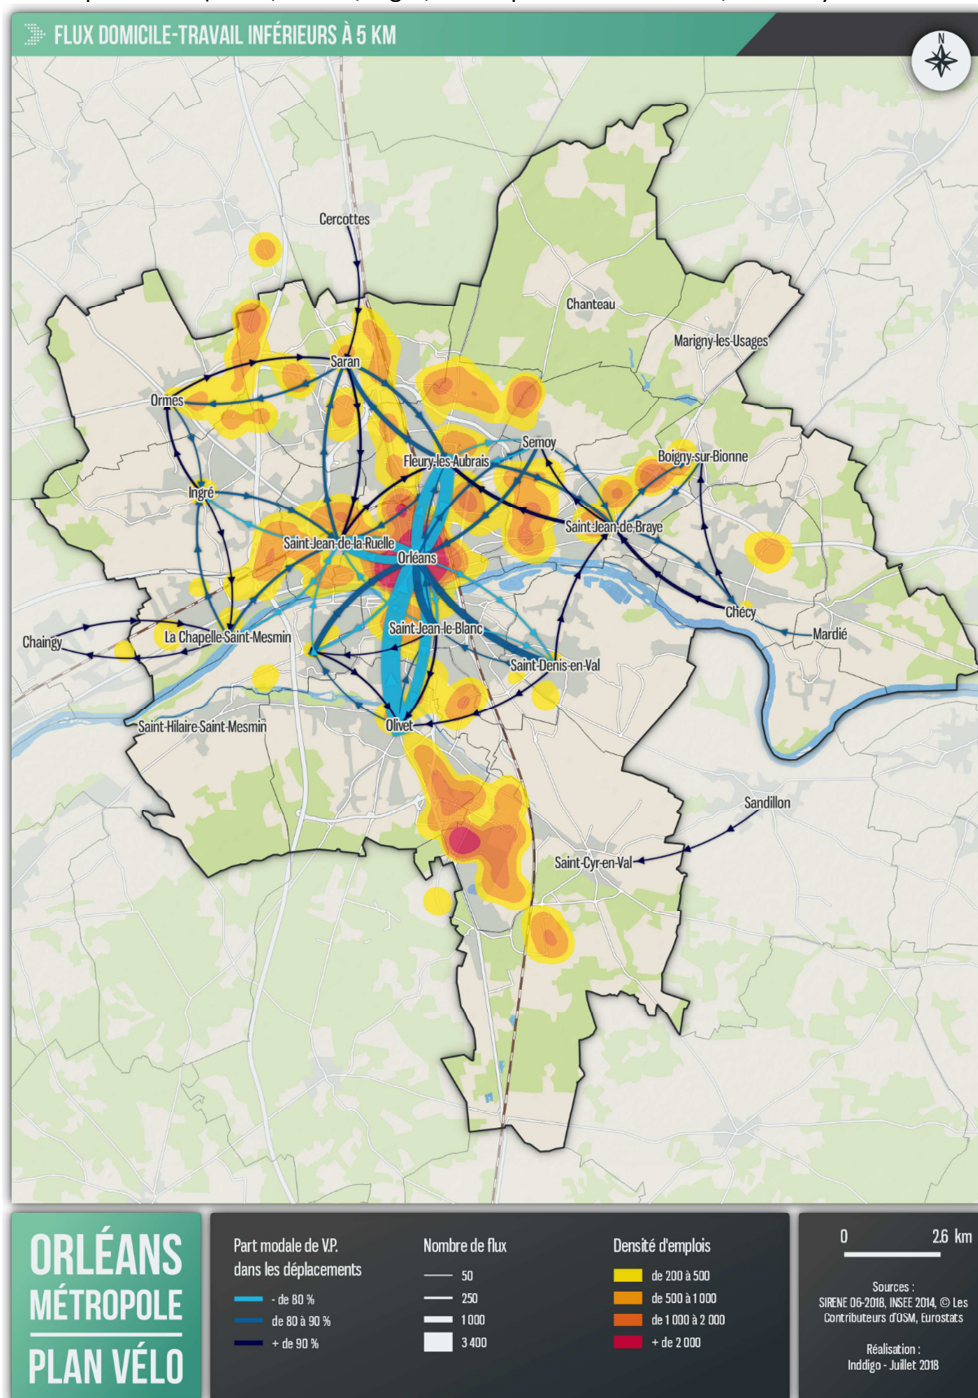 FLUX DOMICILE-TRAVAIL INFÉRIEURS À 5 KM
N
Cercottes
Chanteau
Marigny-les-Usages
Saran
Ormes
Semoy
Fleury-les-Aubrais
Boigny-sur-Bionne
Ingré
Saint-Jean-de-Braye
Saint-Jean-de-la-Ruelle
Orléans
Chécy
Saint-Jean-le-Blanc
Mardié
La Chapelle-Saint-Mesmin
Chaingy
Saint-Denis-en-Val
Saint-Hilaire-Saint-Mesmin
Olivet
Sandillon
Saint-Cyr-en-Val
ORLÉANS
MÉTROPOLE
PLAN VÉLO
Part modale de V.P.
dans les déplacements
- de 80 %
de 80 à 90 %
+ de 90 %
Nombre de flux
50
250
1 000
3 400
Densité d'emplois
de 200 à 500
de 500 à 1 000
de 1 000 à 2 000
+ de 2 000
0 2.6 km
Sources :
SIRENE 06-2018, INSEE 2014, © Les
Contributeurs d'OSM, Eurostats
Réalisation :
Inddigo - Juillet 2018